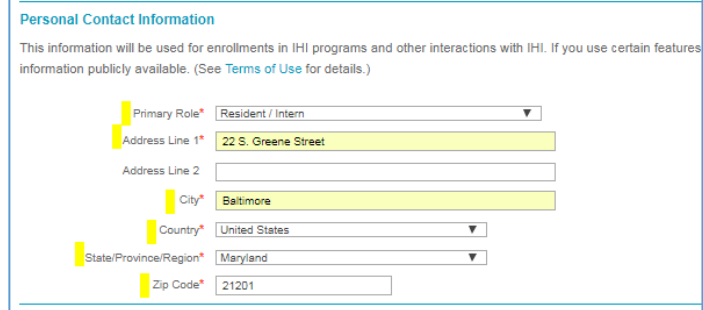 Personal Contact Information
This information will be used for enrollments in IHI programs and other interactions with IHI. If you use certain features
information publicly available. (See Terms of Use for details.)
Primary Role* Resident / Intern ▼
Address Line 1* 22 S. Greene Street
Address Line 2
City* Baltimore
Country* United States ▼
State/Province/Region* Maryland ▼
Zip Code* 21201